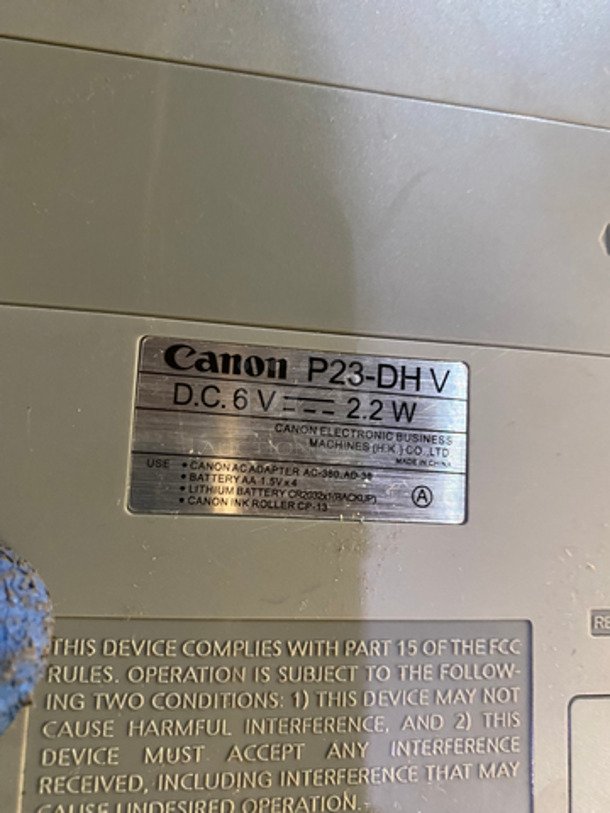 Canon P23-DH V
D.C. 6 V 2.2 W
CANON ELECTRONIC BUSINESS
MACHINES (H.K.) CO.,LTD.
MADE IN CHINA
USE • CANON AC ADAPTER AC-360, AD-30
• BATTERY AA 1.5V x 4
• LITHIUM BATTERY CR2032x1(BACKUP)
• CANON INK ROLLER CP-13
A
RE
THIS DEVICE COMPLIES WITH PART 15 OF THE FCC
RULES. OPERATION IS SUBJECT TO THE FOLLOW-
ING TWO CONDITIONS: 1) THIS DEVICE MAY NOT
CAUSE HARMFUL INTERFERENCE, AND 2) THIS
DEVICE MUST ACCEPT ANY INTERFERENCE
RECEIVED, INCLUDING INTERFERENCE THAT MAY
CAUSE UNDESIRED OPERATION.